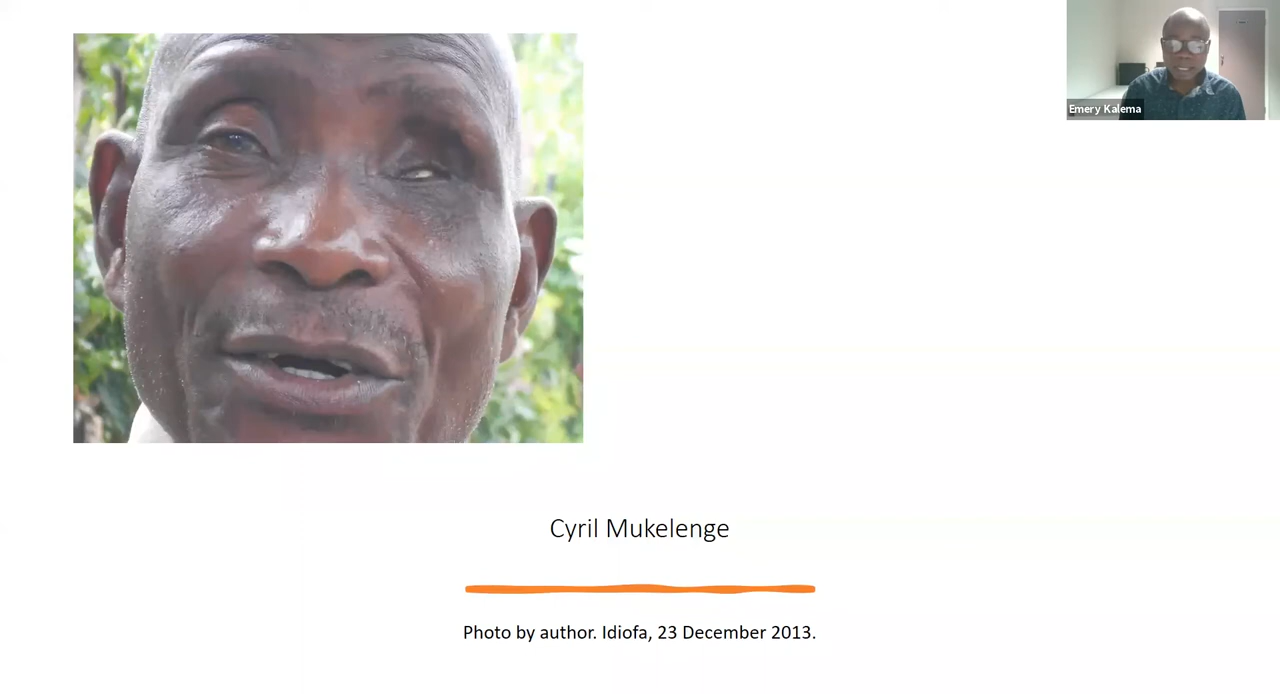 Emery Kalema
Cyril Mukelenge
Photo by author. Idiofa, 23 December 2013.